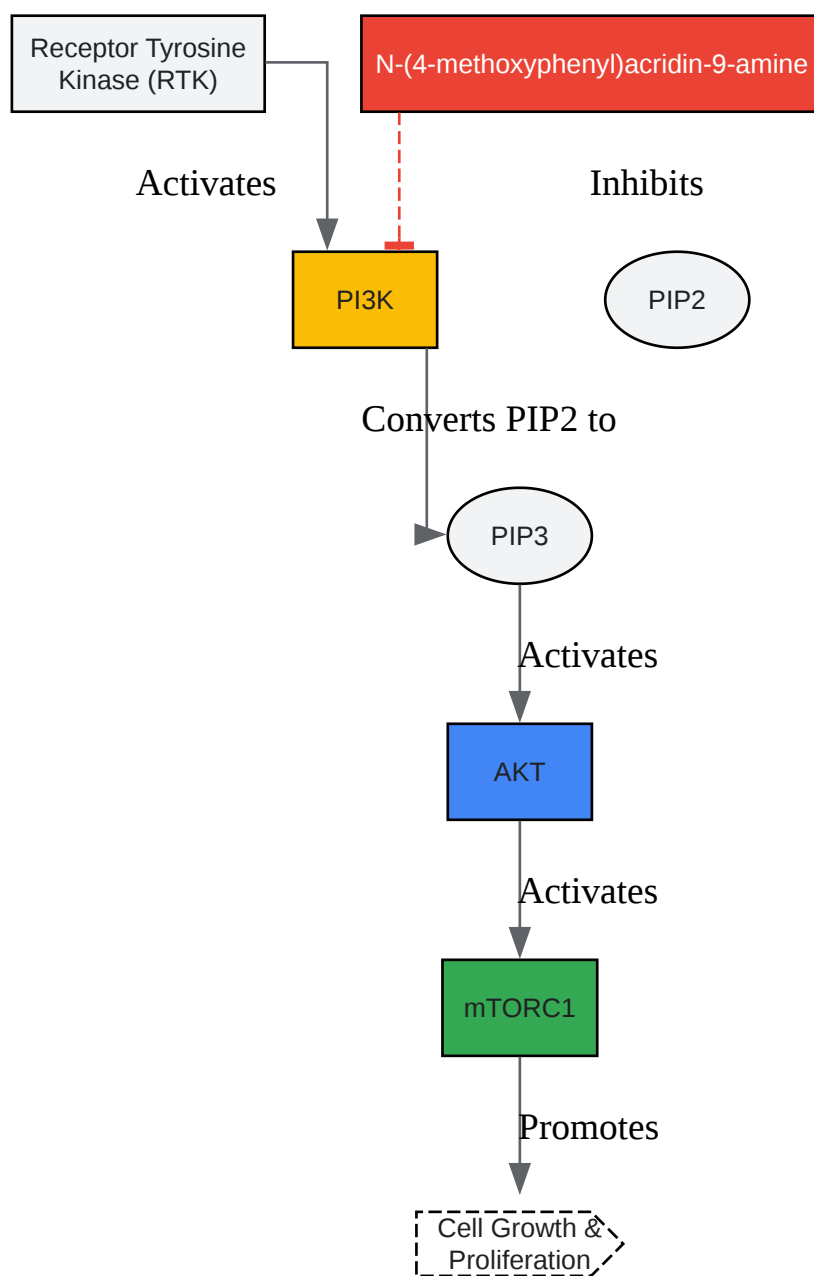 Receptor Tyrosine
Kinase (RTK)
N-(4-methoxyphenyl)acridin-9-amine
Activates
Inhibits
PI3K
PIP2
Converts PIP2 to
PIP3
Activates
AKT
Activates
mTORC1
Promotes
Cell Growth &
Proliferation